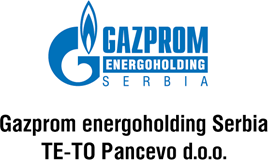 GAZPROM
ENERGOHOLDING
SERBIA
Gazprom energoholding Serbia
TE-TO Pancevo d.o.o.